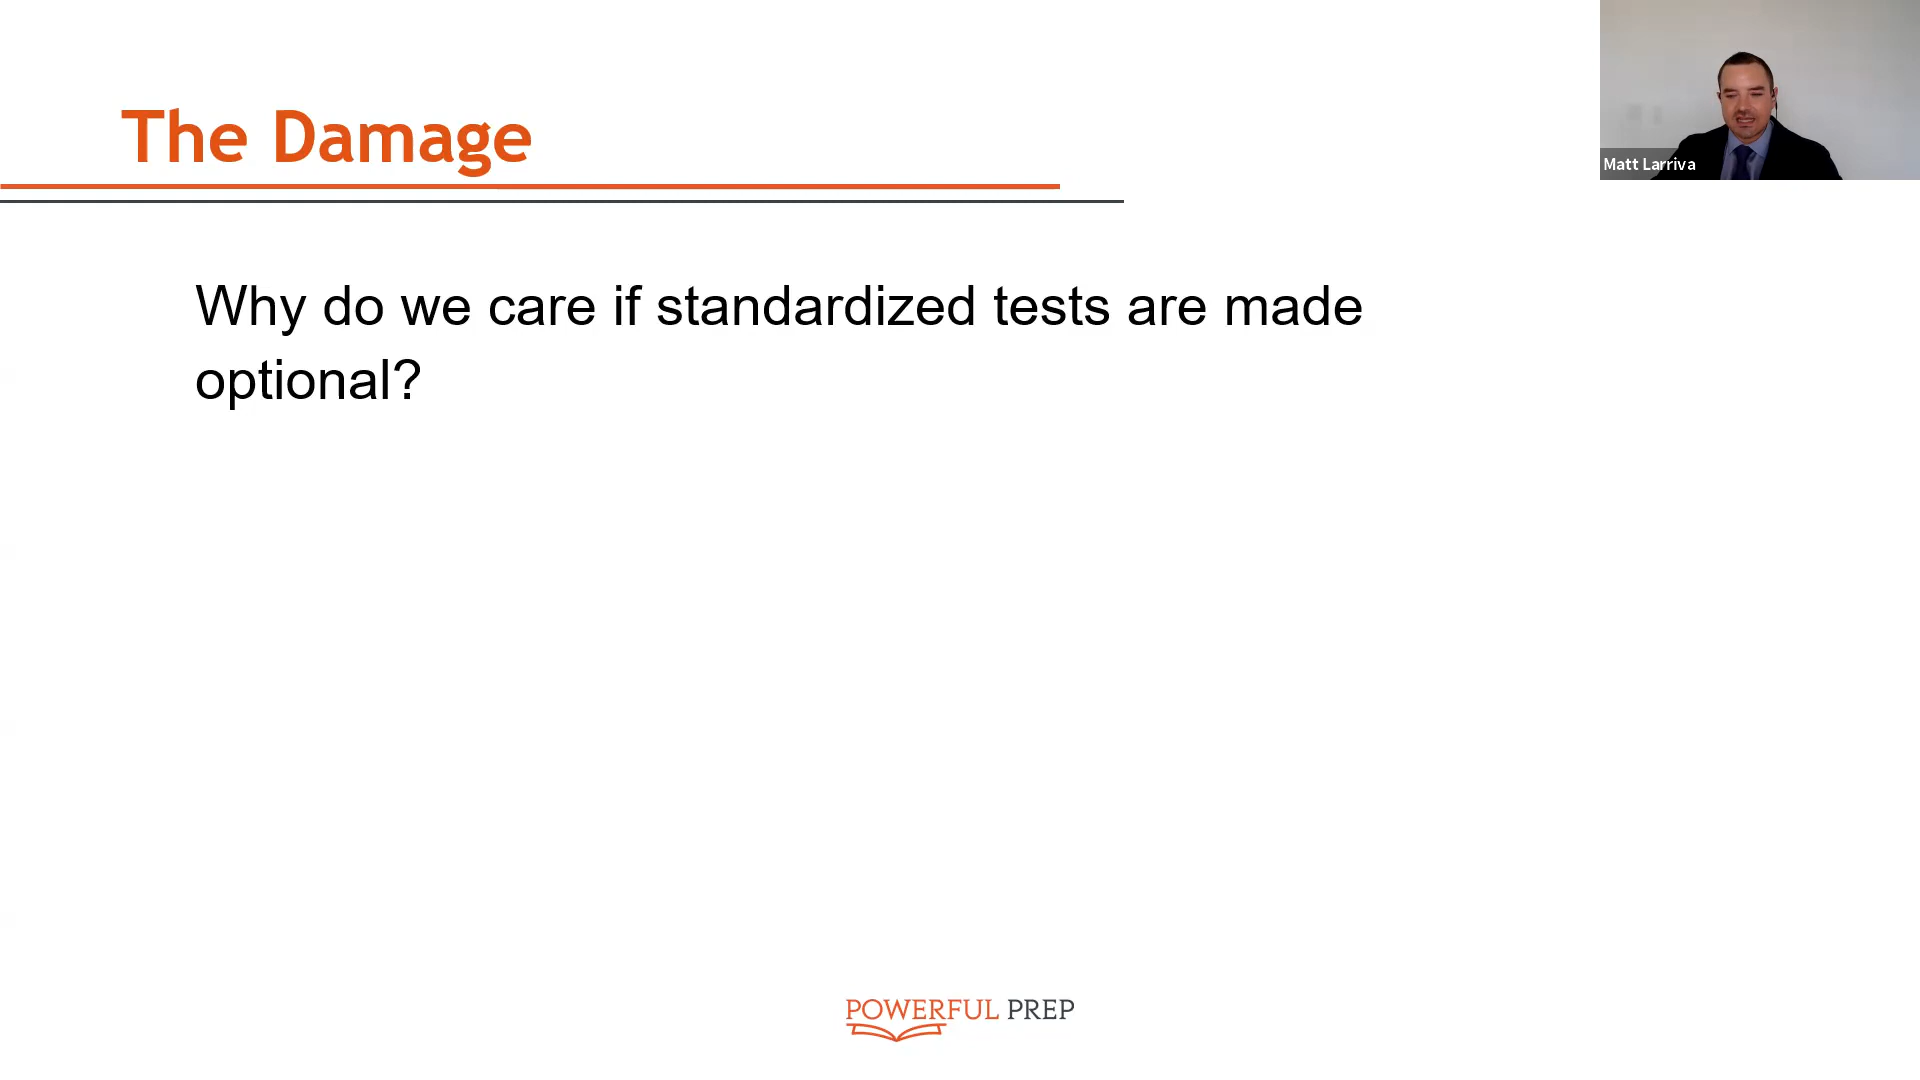 The Damage
Matt Larriva
Why do we care if standardized tests are made
optional?
POWERFUL PREP